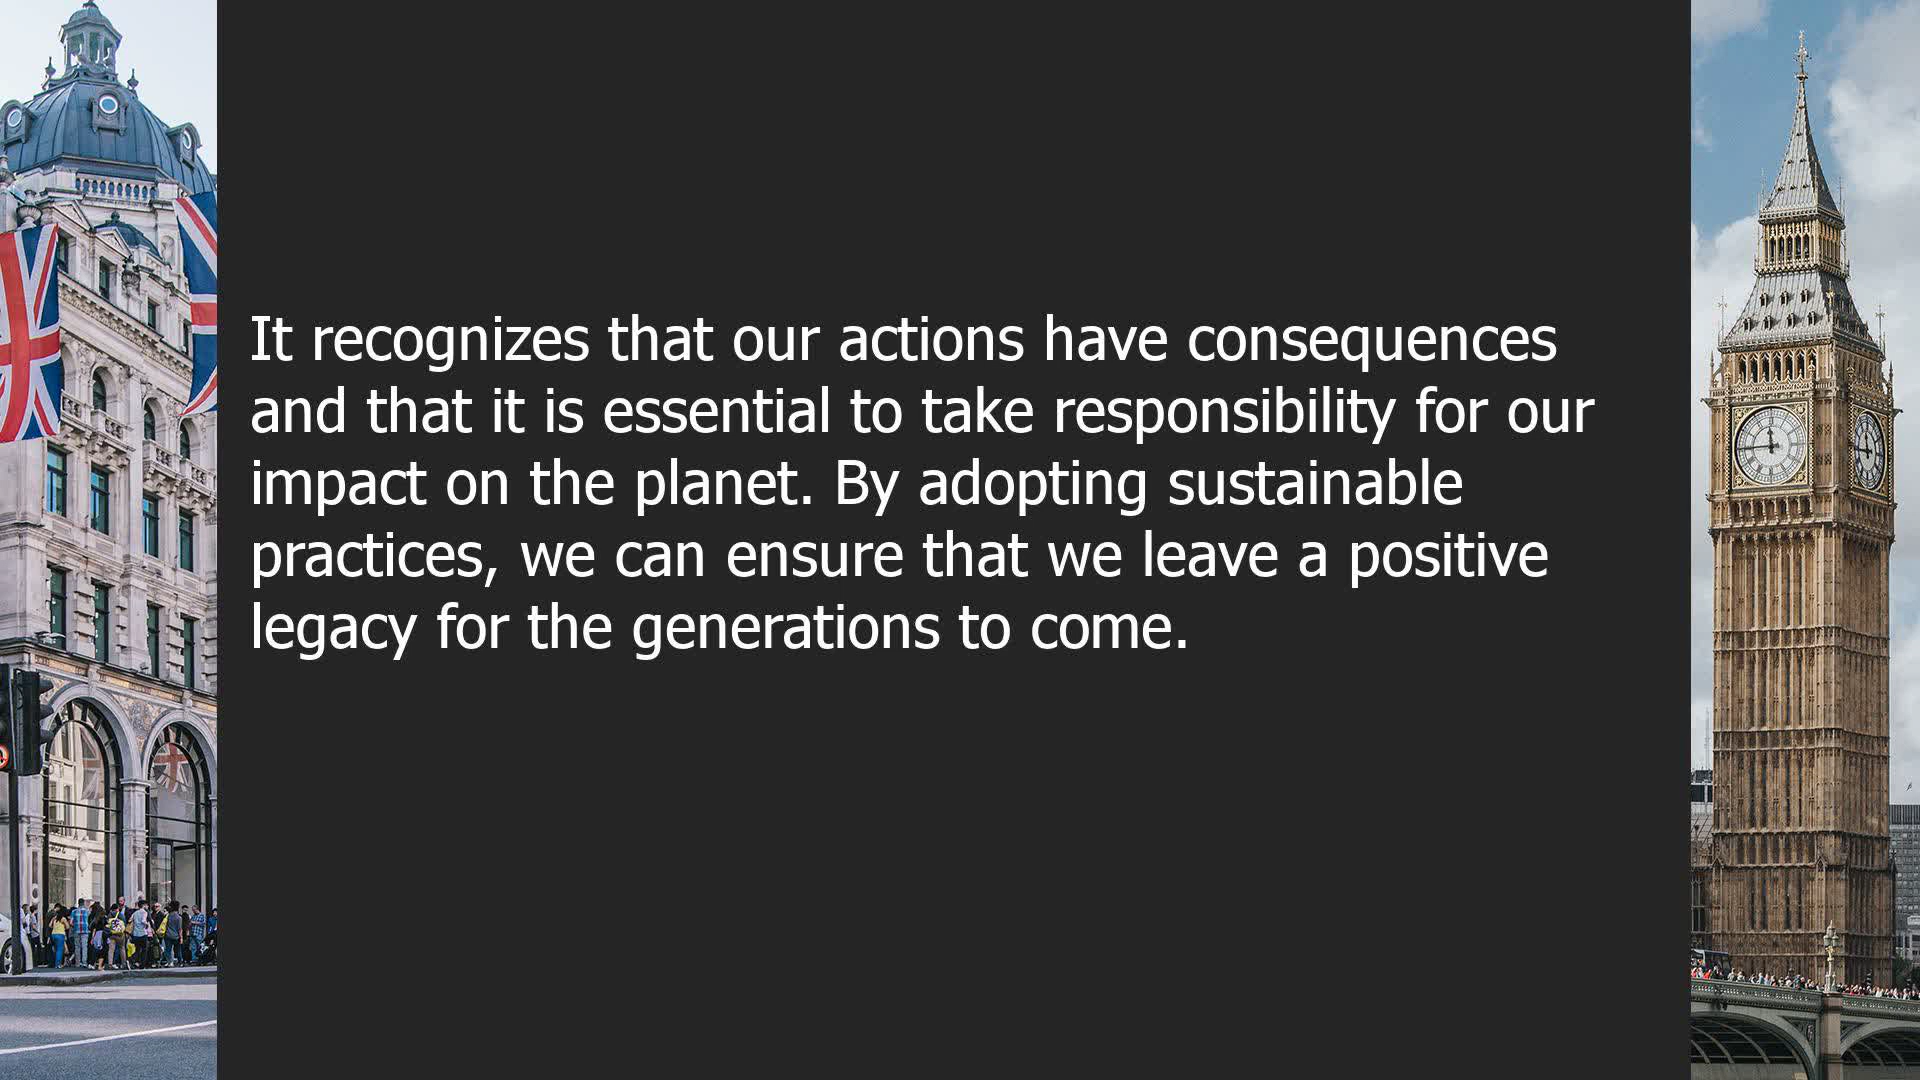 It recognizes that our actions have consequences
and that it is essential to take responsibility for our
impact on the planet. By adopting sustainable
practices, we can ensure that we leave a positive
legacy for the generations to come.